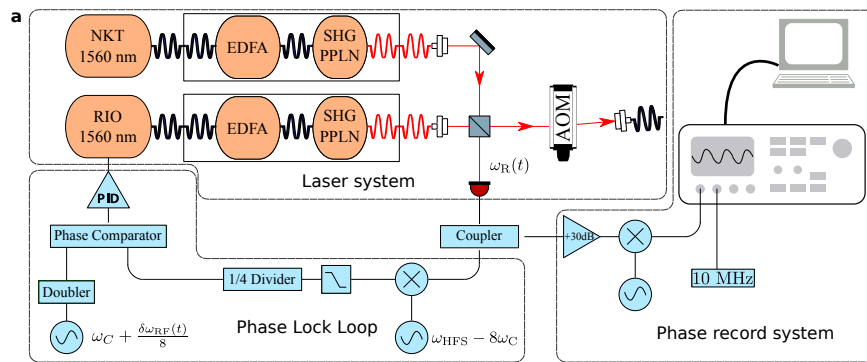 a
NKT
1560 nm
EDFA
SHG
PPLN
RIO
1560 nm
EDFA
SHG
PPLN
AOM
Laser system
ω_R(t)
PID
Phase Comparator
Coupler
+30dB
Doubler
1/4 Divider
10 MHz
ω_C + δω_RF(t)/8
Phase Lock Loop
ω_HFS − 8ω_C
Phase record system